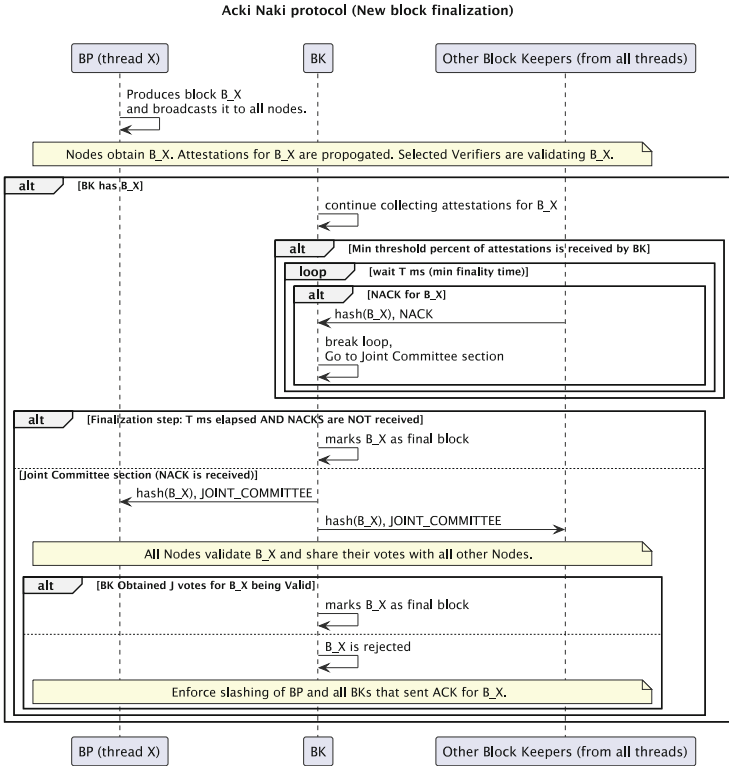 Acki Naki protocol (New block finalization)
BP (thread X)
BK
Other Block Keepers (from all threads)
Produces block B_X
and broadcasts it to all nodes.
Nodes obtain B_X. Attestations for B_X are propogated. Selected Verifiers are validating B_X.
alt
[BK has B_X]
continue collecting attestations for B_X
alt
[Min threshold percent of attestations is received by BK]
loop
[wait T ms (min finality time)]
alt
[NACK for B_X]
hash(B_X), NACK
break loop,
Go to Joint Committee section
alt
[Finalization step: T ms elapsed AND NACKS are NOT received]
marks B_X as final block
[Joint Committee section (NACK is received)]
hash(B_X), JOINT_COMMITTEE
hash(B_X), JOINT_COMMITTEE
All Nodes validate B_X and share their votes with all other Nodes.
alt
[BK Obtained J votes for B_X being Valid]
marks B_X as final block
B_X is rejected
Enforce slashing of BP and all BKs that sent ACK for B_X.
BP (thread X)
BK
Other Block Keepers (from all threads)